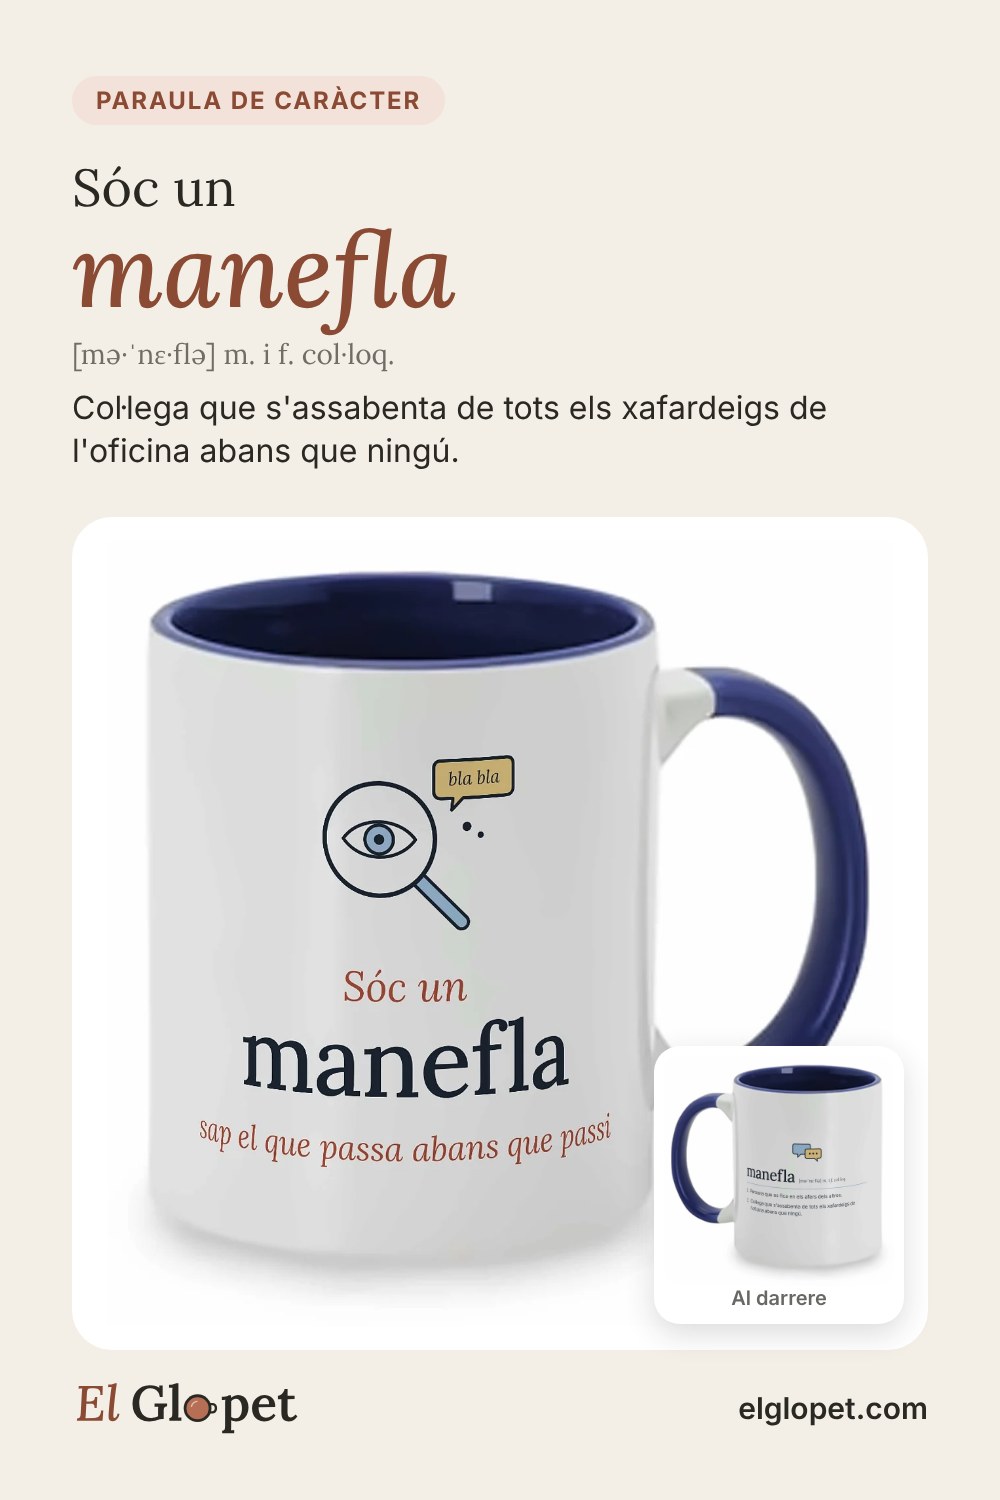 PARAULA DE CARÀCTER
Sóc un
manefla
[mə·ˈnɛ·flə] m. i f. col·loq.
Col·lega que s'assabenta de tots els xafardeigs de
l'oficina abans que ningú.
bla bla
Sóc un
manefla
sap el que passa abans que passi
manefla
Al darrere
El Glopet
elglopet.com